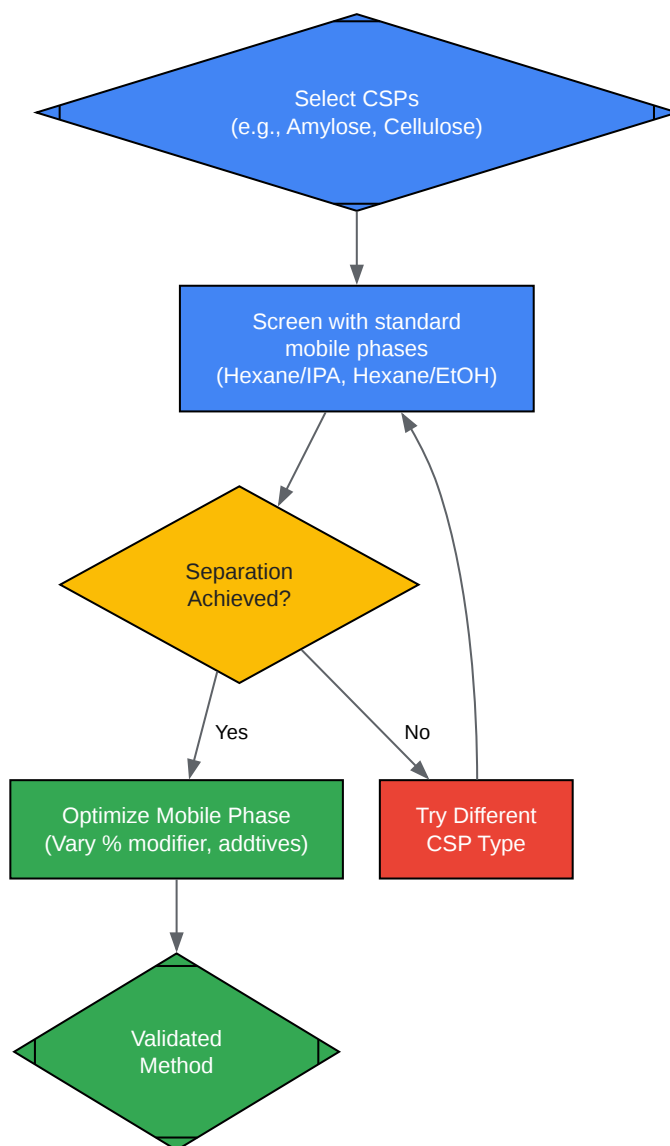 Select CSPs
(e.g., Amylose, Cellulose)
Screen with standard
mobile phases
(Hexane/IPA, Hexane/EtOH)
Separation
Achieved?
Yes
No
Optimize Mobile Phase
(Vary % modifier, addtives)
Try Different
CSP Type
Validated
Method